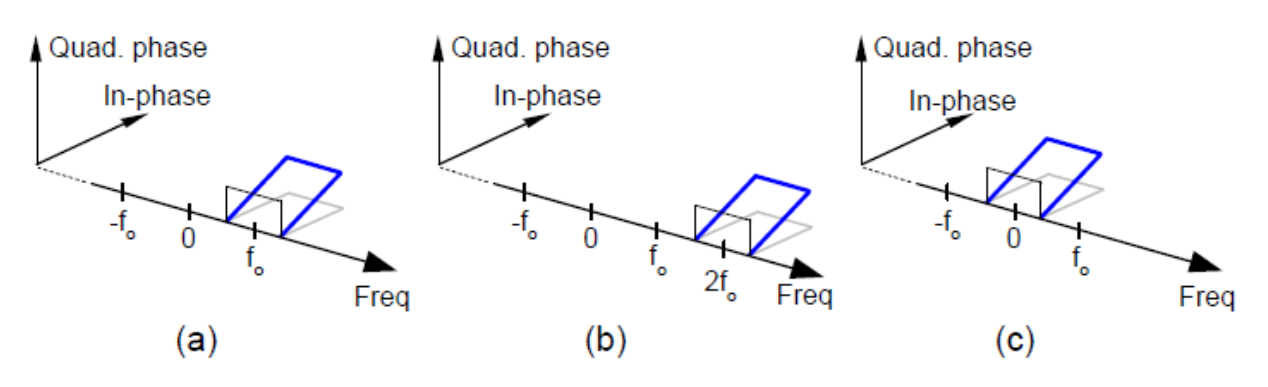 Quad. phase
In-phase
-fₒ
0
fₒ
Freq
(a)
Quad. phase
In-phase
-fₒ
0
fₒ
2fₒ
Freq
(b)
Quad. phase
In-phase
-fₒ
0
fₒ
Freq
(c)